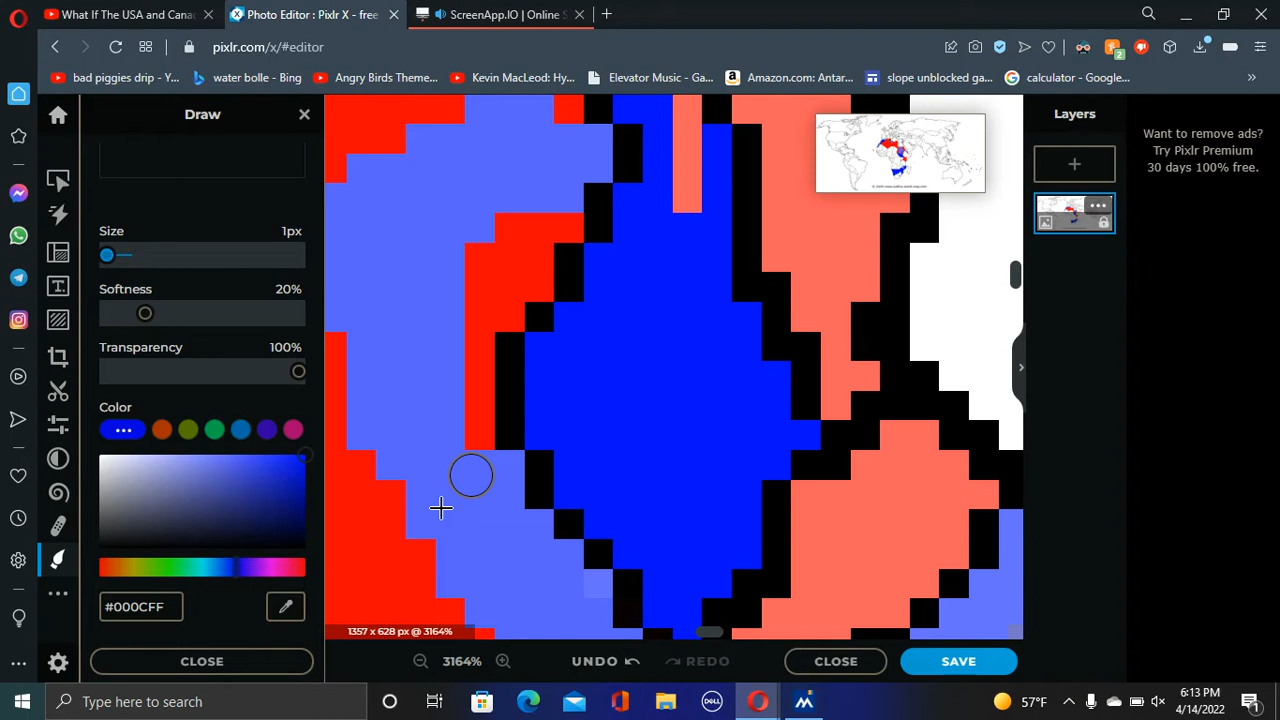 What If The USA and Cana
Photo Editor : Pixlr X - free
ScreenApp.IO | Online S
pixlr.com/x/#editor
2
bad piggies drip - Y...
water bolle - Bing
Angry Birds Theme...
Kevin MacLeod: Hy...
Elevator Music - Ga...
Amazon.com: Antar...
slope unblocked ga...
calculator - Google...
Draw
Layers
Want to remove ads?
Try Pixlr Premium
30 days 100% free.
Size
1px
Softness
20%
Transparency
100%
Color
#000CFF
1357 x 628 px @ 3164%
CLOSE
3164%
UNDO
REDO
CLOSE
SAVE
Type here to search
DELL
57°F
8:13 PM
4/14/2022
1